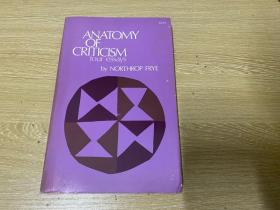 ANATOMY
OF
CRITICISM
four essays
by NORTHROP FRYE